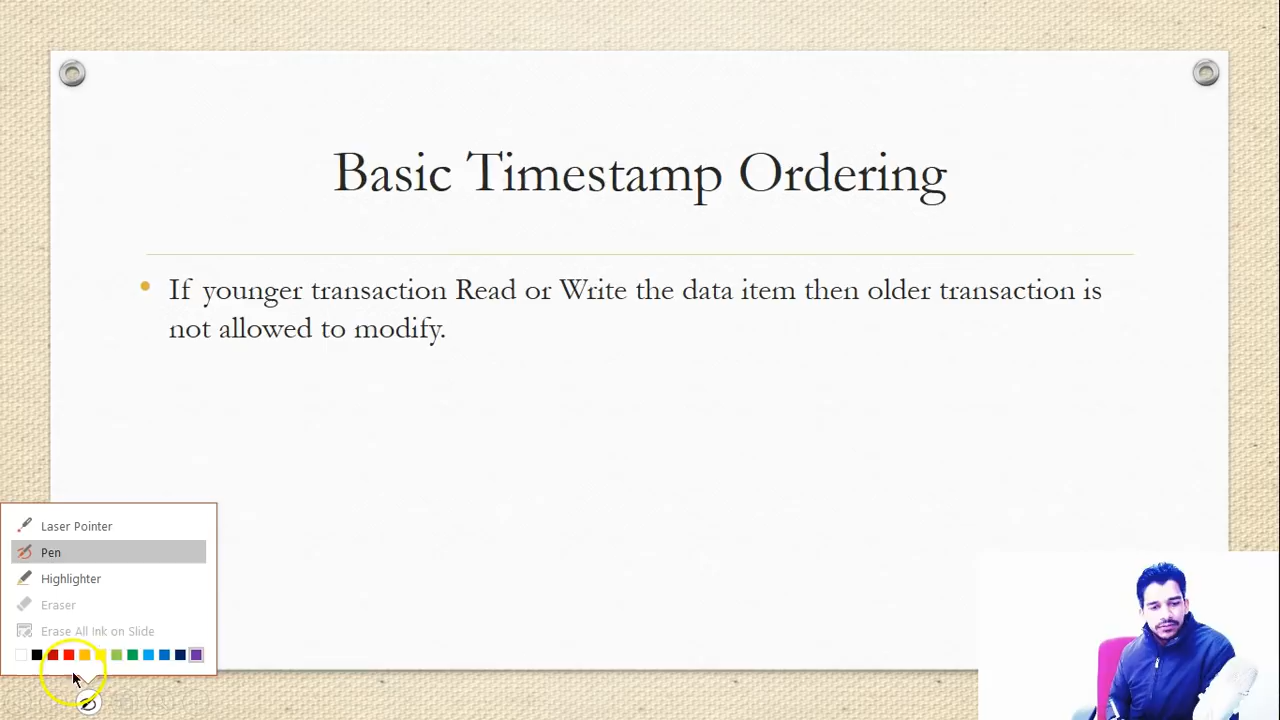 Basic Timestamp Ordering
If younger transaction Read or Write the data item then older transaction is
not allowed to modify.
Laser Pointer
Pen
Highlighter
Eraser
Erase All Ink on Slide